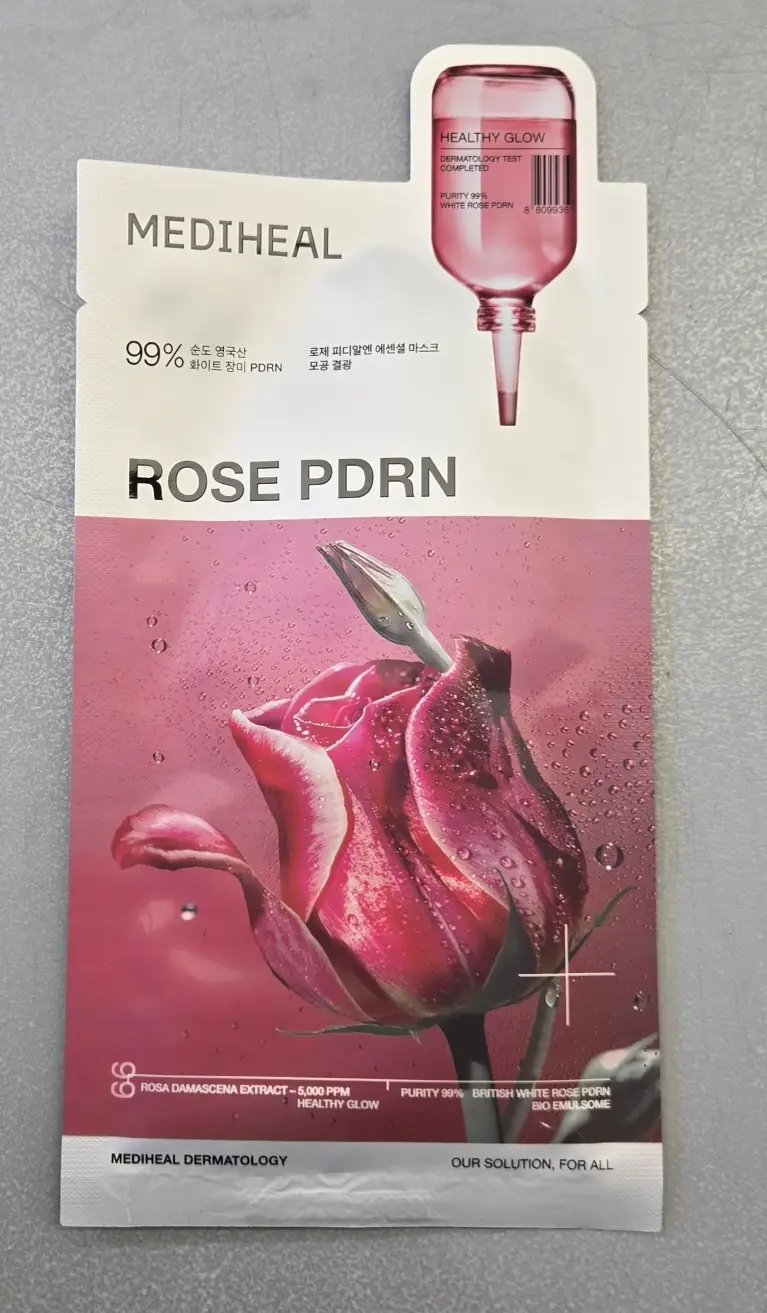 HEALTHY GLOW
DERMATOLOGY TEST
COMPLETED
PURITY 99%
WHITE ROSE PDRN
8 809936
MEDIHEAL
99% 순도 영국산
화이트 장미 PDRN
로제 피디알엔 에센셜 마스크
모공 결광
ROSE PDRN
99
ROSA DAMASCENA EXTRACT – 5,000 PPM
HEALTHY GLOW
PURITY 99% BRITISH WHITE ROSE PDRN
BIO EMULSOME
MEDIHEAL DERMATOLOGY
OUR SOLUTION, FOR ALL